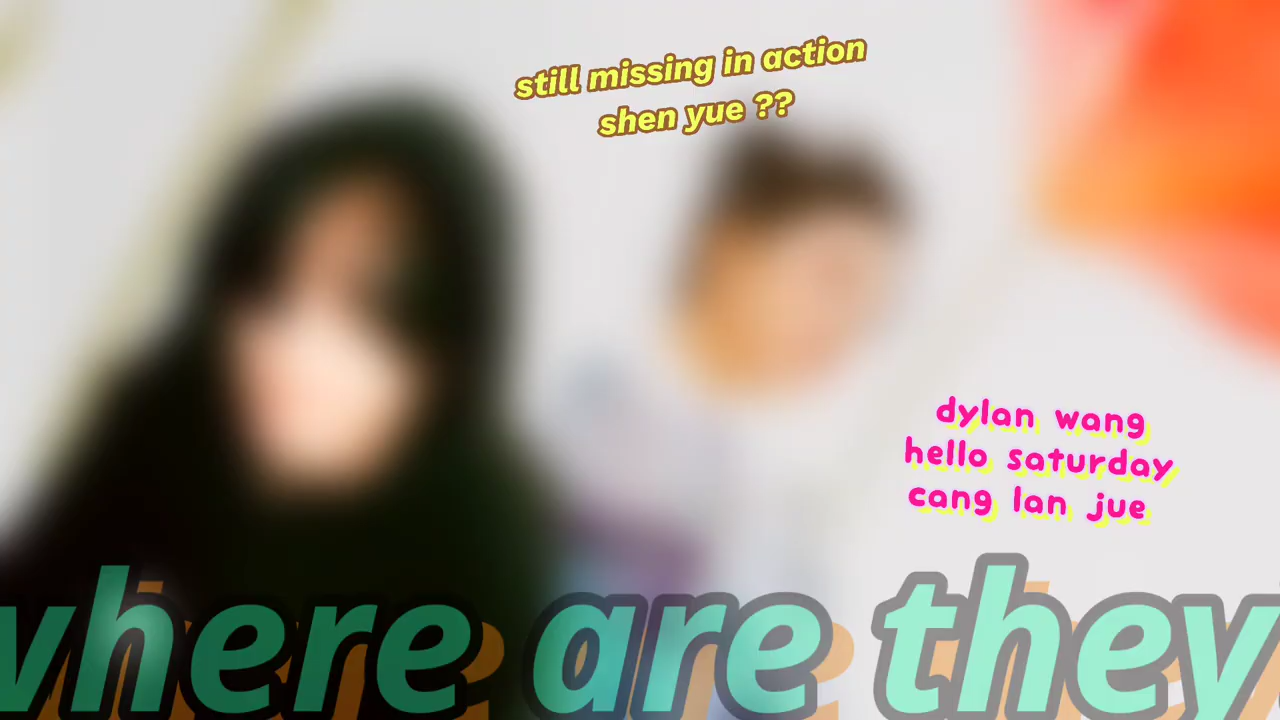 still missing in action
shen yue ??
dylan wang
hello saturday
cang lan jue
where are they